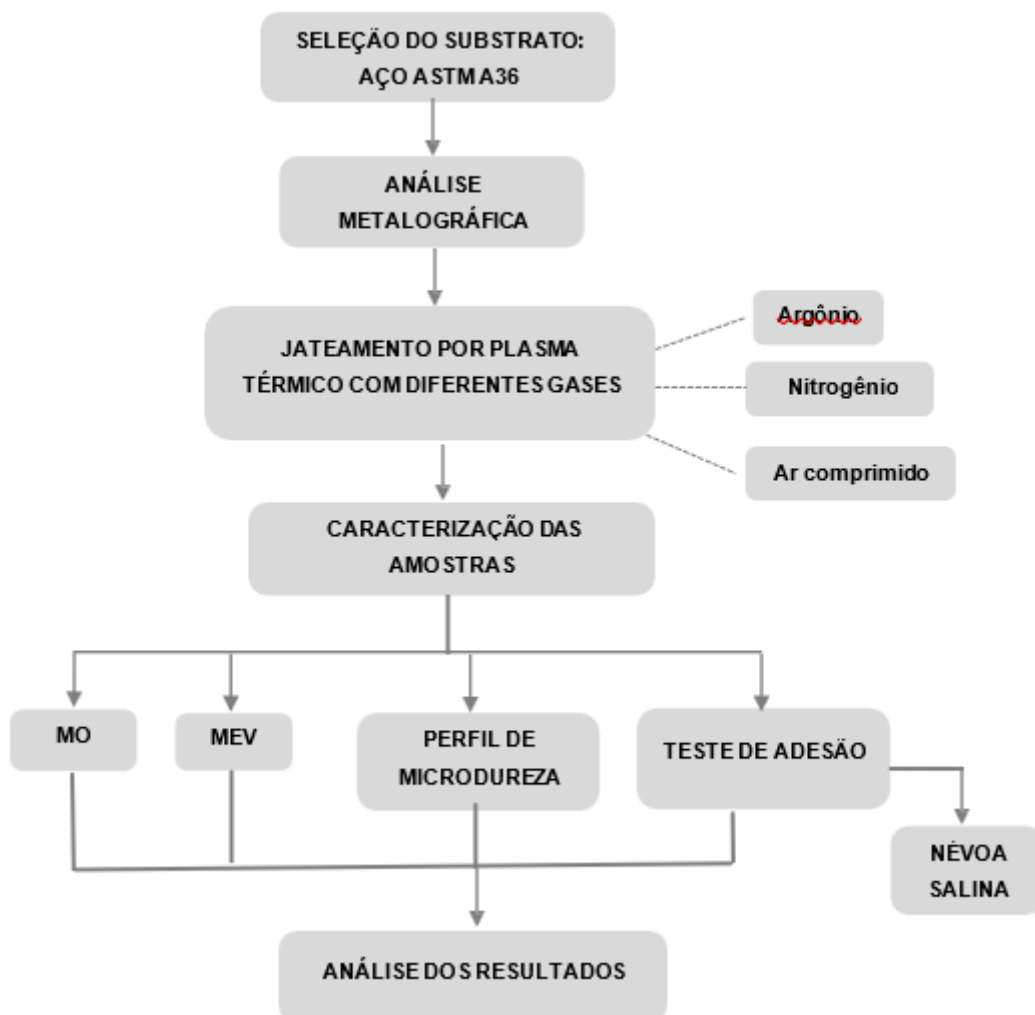 SELEÇÃO DO SUBSTRATO:
AÇO ASTM A36
ANÁLISE
METALOGRÁFICA
JATEAMENTO POR PLASMA
TÉRMICO COM DIFERENTES GASES
Argônio
Nitrogênio
Ar comprimido
CARACTERIZAÇÃO DAS
AMOSTRAS
MO
MEV
PERFIL DE
MICRODUREZA
TESTE DE ADESÃO
NÉVOA
SALINA
ANÁLISE DOS RESULTADOS